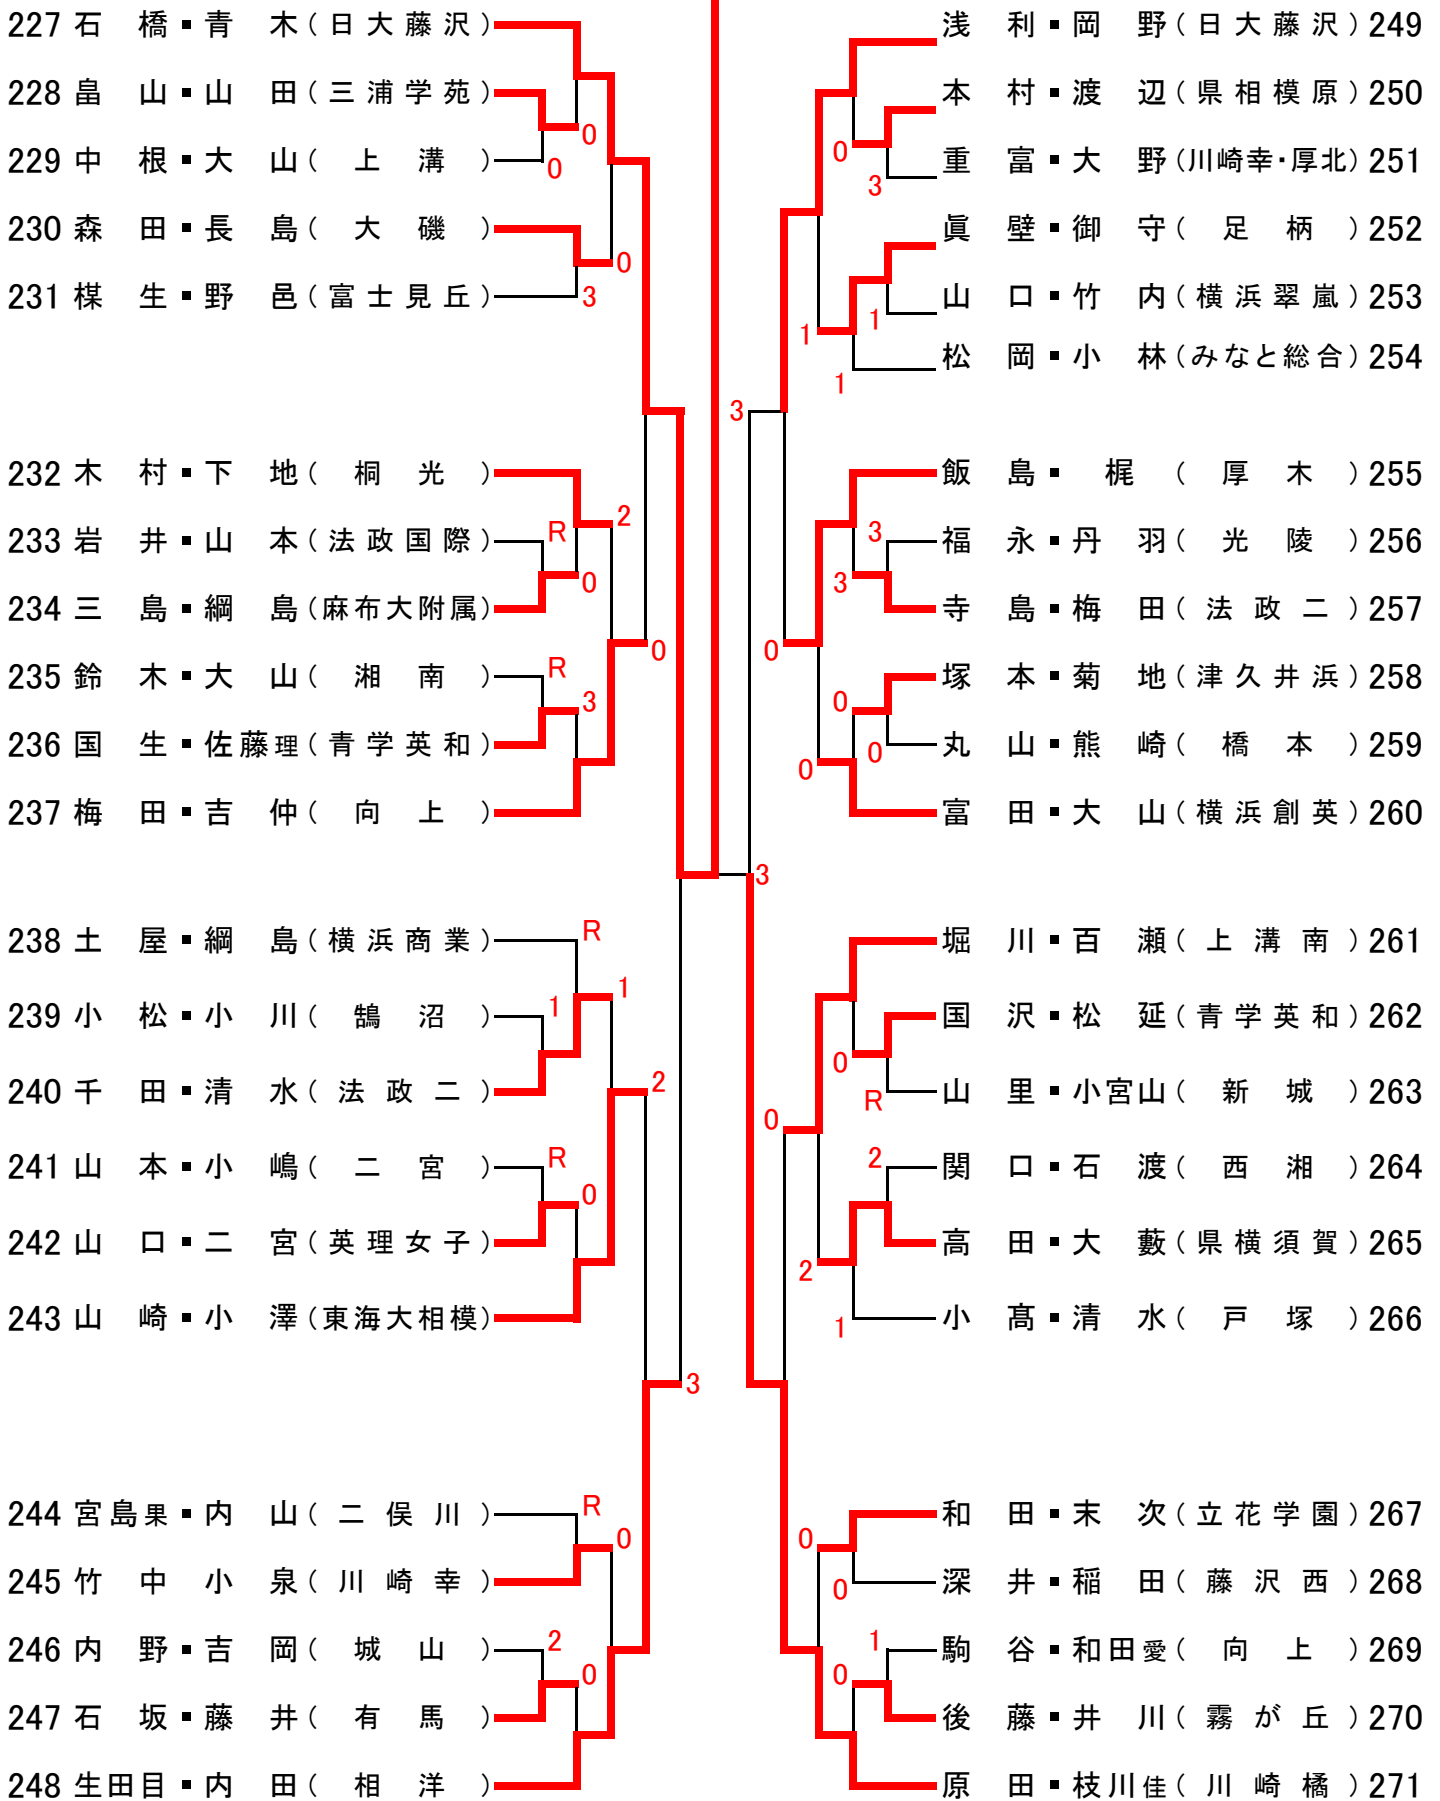 227 石橋・青木(日大藤沢)
228 畠山・山田(三浦学苑)
0
229 中根・大山(上溝)
0
230 森田・長島(大磯)
0
231 楳生・野邑(富士見丘)
3
232 木村・下地(桐光)
2
233 岩井・山本(法政国際)
R
0
234 三島・綱島(麻布大附属)
0
235 鈴木・大山(湘南)
R
3
236 国生・佐藤理(青学英和)
237 梅田・吉仲(向上)
238 土屋・綱島(横浜商業)
R
1
239 小松・小川(鵠沼)
1
240 千田・清水(法政二)
2
241 山本・小嶋(二宮)
R
0
242 山口・二宮(英理女子)
243 山崎・小澤(東海大相模)
3
244 宮島果・内山(二俣川)
R
0
245 竹中小泉(川崎幸)
246 内野・吉岡(城山)
2
0
247 石坂・藤井(有馬)
248 生田目・内田(相洋)
浅利・岡野(日大藤沢)249
本村・渡辺(県相模原)250
0
重富・大野(川崎幸・厚北)251
3
眞壁・御守(足柄)252
山口・竹内(横浜翠嵐)253
1
1
松岡・小林(みなと総合)254
1
3
飯島・梶(厚木)255
福永・丹羽(光陵)256
3
3
寺島・梅田(法政二)257
0
塚本・菊地(津久井浜)258
0
丸山・熊崎(橋本)259
0
0
富田・大山(横浜創英)260
3
堀川・百瀬(上溝南)261
国沢・松延(青学英和)262
0
山里・小宮山(新城)263
R
0
関口・石渡(西湘)264
2
高田・大藪(県横須賀)265
2
小髙・清水(戸塚)266
1
和田・末次(立花学園)267
0
深井・稲田(藤沢西)268
0
駒谷・和田愛(向上)269
1
0
後藤・井川(霧が丘)270
原田・枝川佳(川崎橘)271